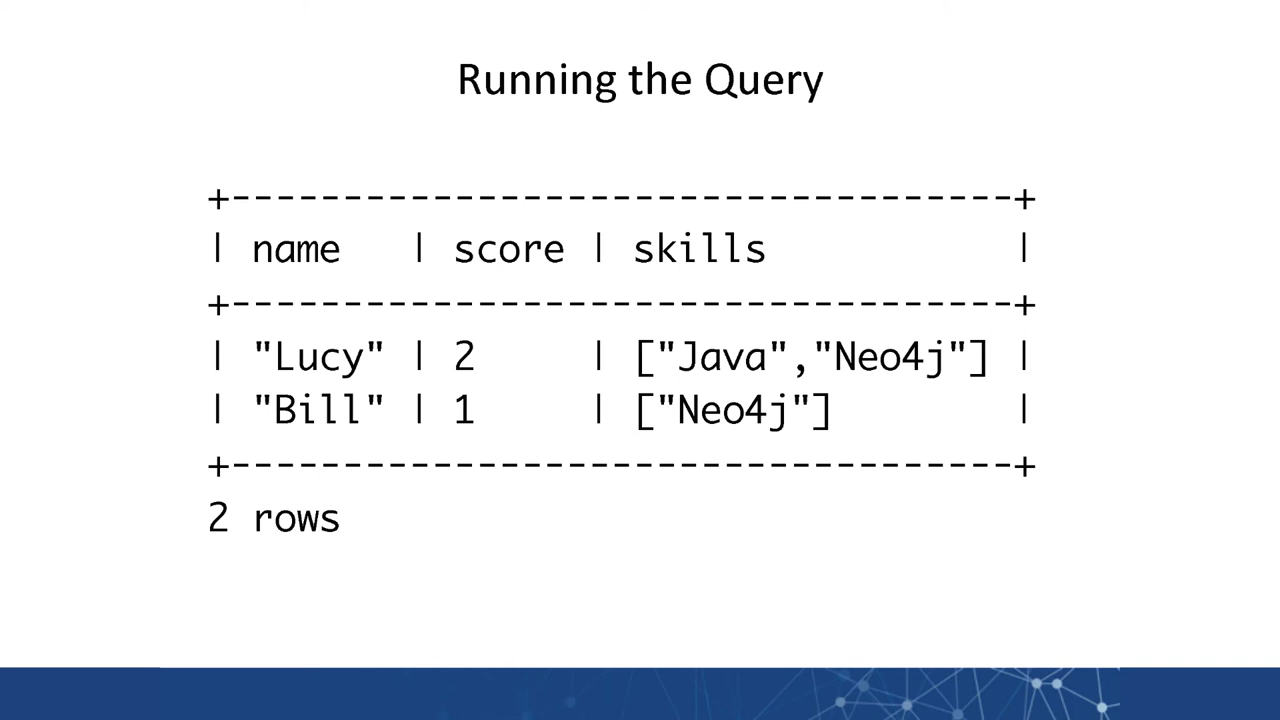 Running the Query
+-----------------------------------+
| name   | score | skills           |
+-----------------------------------+
| "Lucy" | 2     | ["Java","Neo4j"] |
| "Bill" | 1     | ["Neo4j"]        |
+-----------------------------------+
2 rows